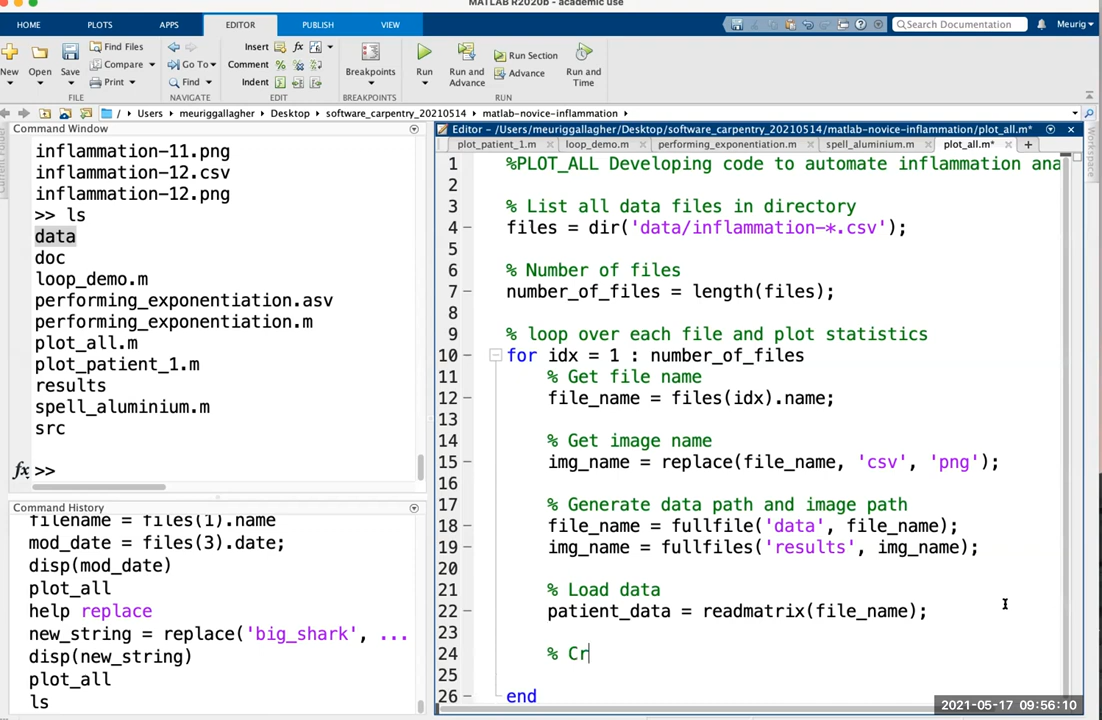 MATLAB R2020b - academic use
HOME PLOTS APPS EDITOR PUBLISH VIEW
Search Documentation
Meurig
New Open Save Find Files Compare Print
FILE
Go To Find
NAVIGATE
Insert fx
Comment %
Indent
EDIT
Breakpoints
BREAKPOINTS
Run Run and Advance Run Section Advance Run and Time
RUN
/ Users meuriggallagher Desktop software_carpentry_20210514 matlab-novice-inflammation
Command Window
inflammation-11.png
inflammation-12.csv
inflammation-12.png
>> ls
data
doc
loop_demo.m
performing_exponentiation.asv
performing_exponentiation.m
plot_all.m
plot_patient_1.m
results
spell_aluminium.m
src
fx >>
Command History
filename = files(1).name
mod_date = files(3).date;
disp(mod_date)
plot_all
help replace
new_string = replace('big_shark', ...
disp(new_string)
plot_all
ls
Editor - /Users/meuriggallagher/Desktop/software_carpentry_20210514/matlab-novice-inflammation/plot_all.m*
plot_patient_1.m loop_demo.m performing_exponentiation.m spell_aluminium.m plot_all.m* +
1 %PLOT_ALL Developing code to automate inflammation ana
2
3 % List all data files in directory
4 files = dir('data/inflammation-*.csv');
5
6 % Number of files
7 number_of_files = length(files);
8
9 % loop over each file and plot statistics
10 for idx = 1 : number_of_files
11 % Get file name
12 file_name = files(idx).name;
13
14 % Get image name
15 img_name = replace(file_name, 'csv', 'png');
16
17 % Generate data path and image path
18 file_name = fullfile('data', file_name);
19 img_name = fullfiles('results', img_name);
20
21 % Load data
22 patient_data = readmatrix(file_name);
23
24 % Cr
25
26 end
Workspace
2021-05-17 09:56:10